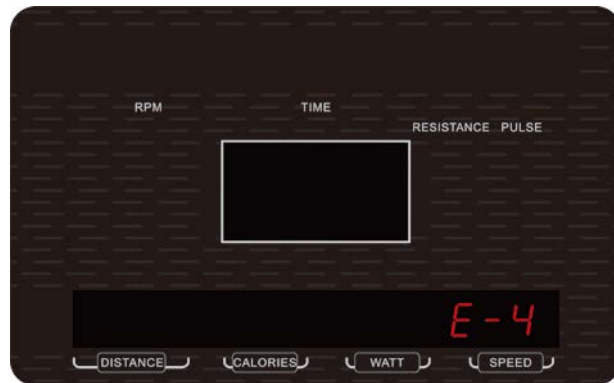 RPM TIME
RESISTANCE PULSE
E-4
DISTANCE CALORIES WATT SPEED